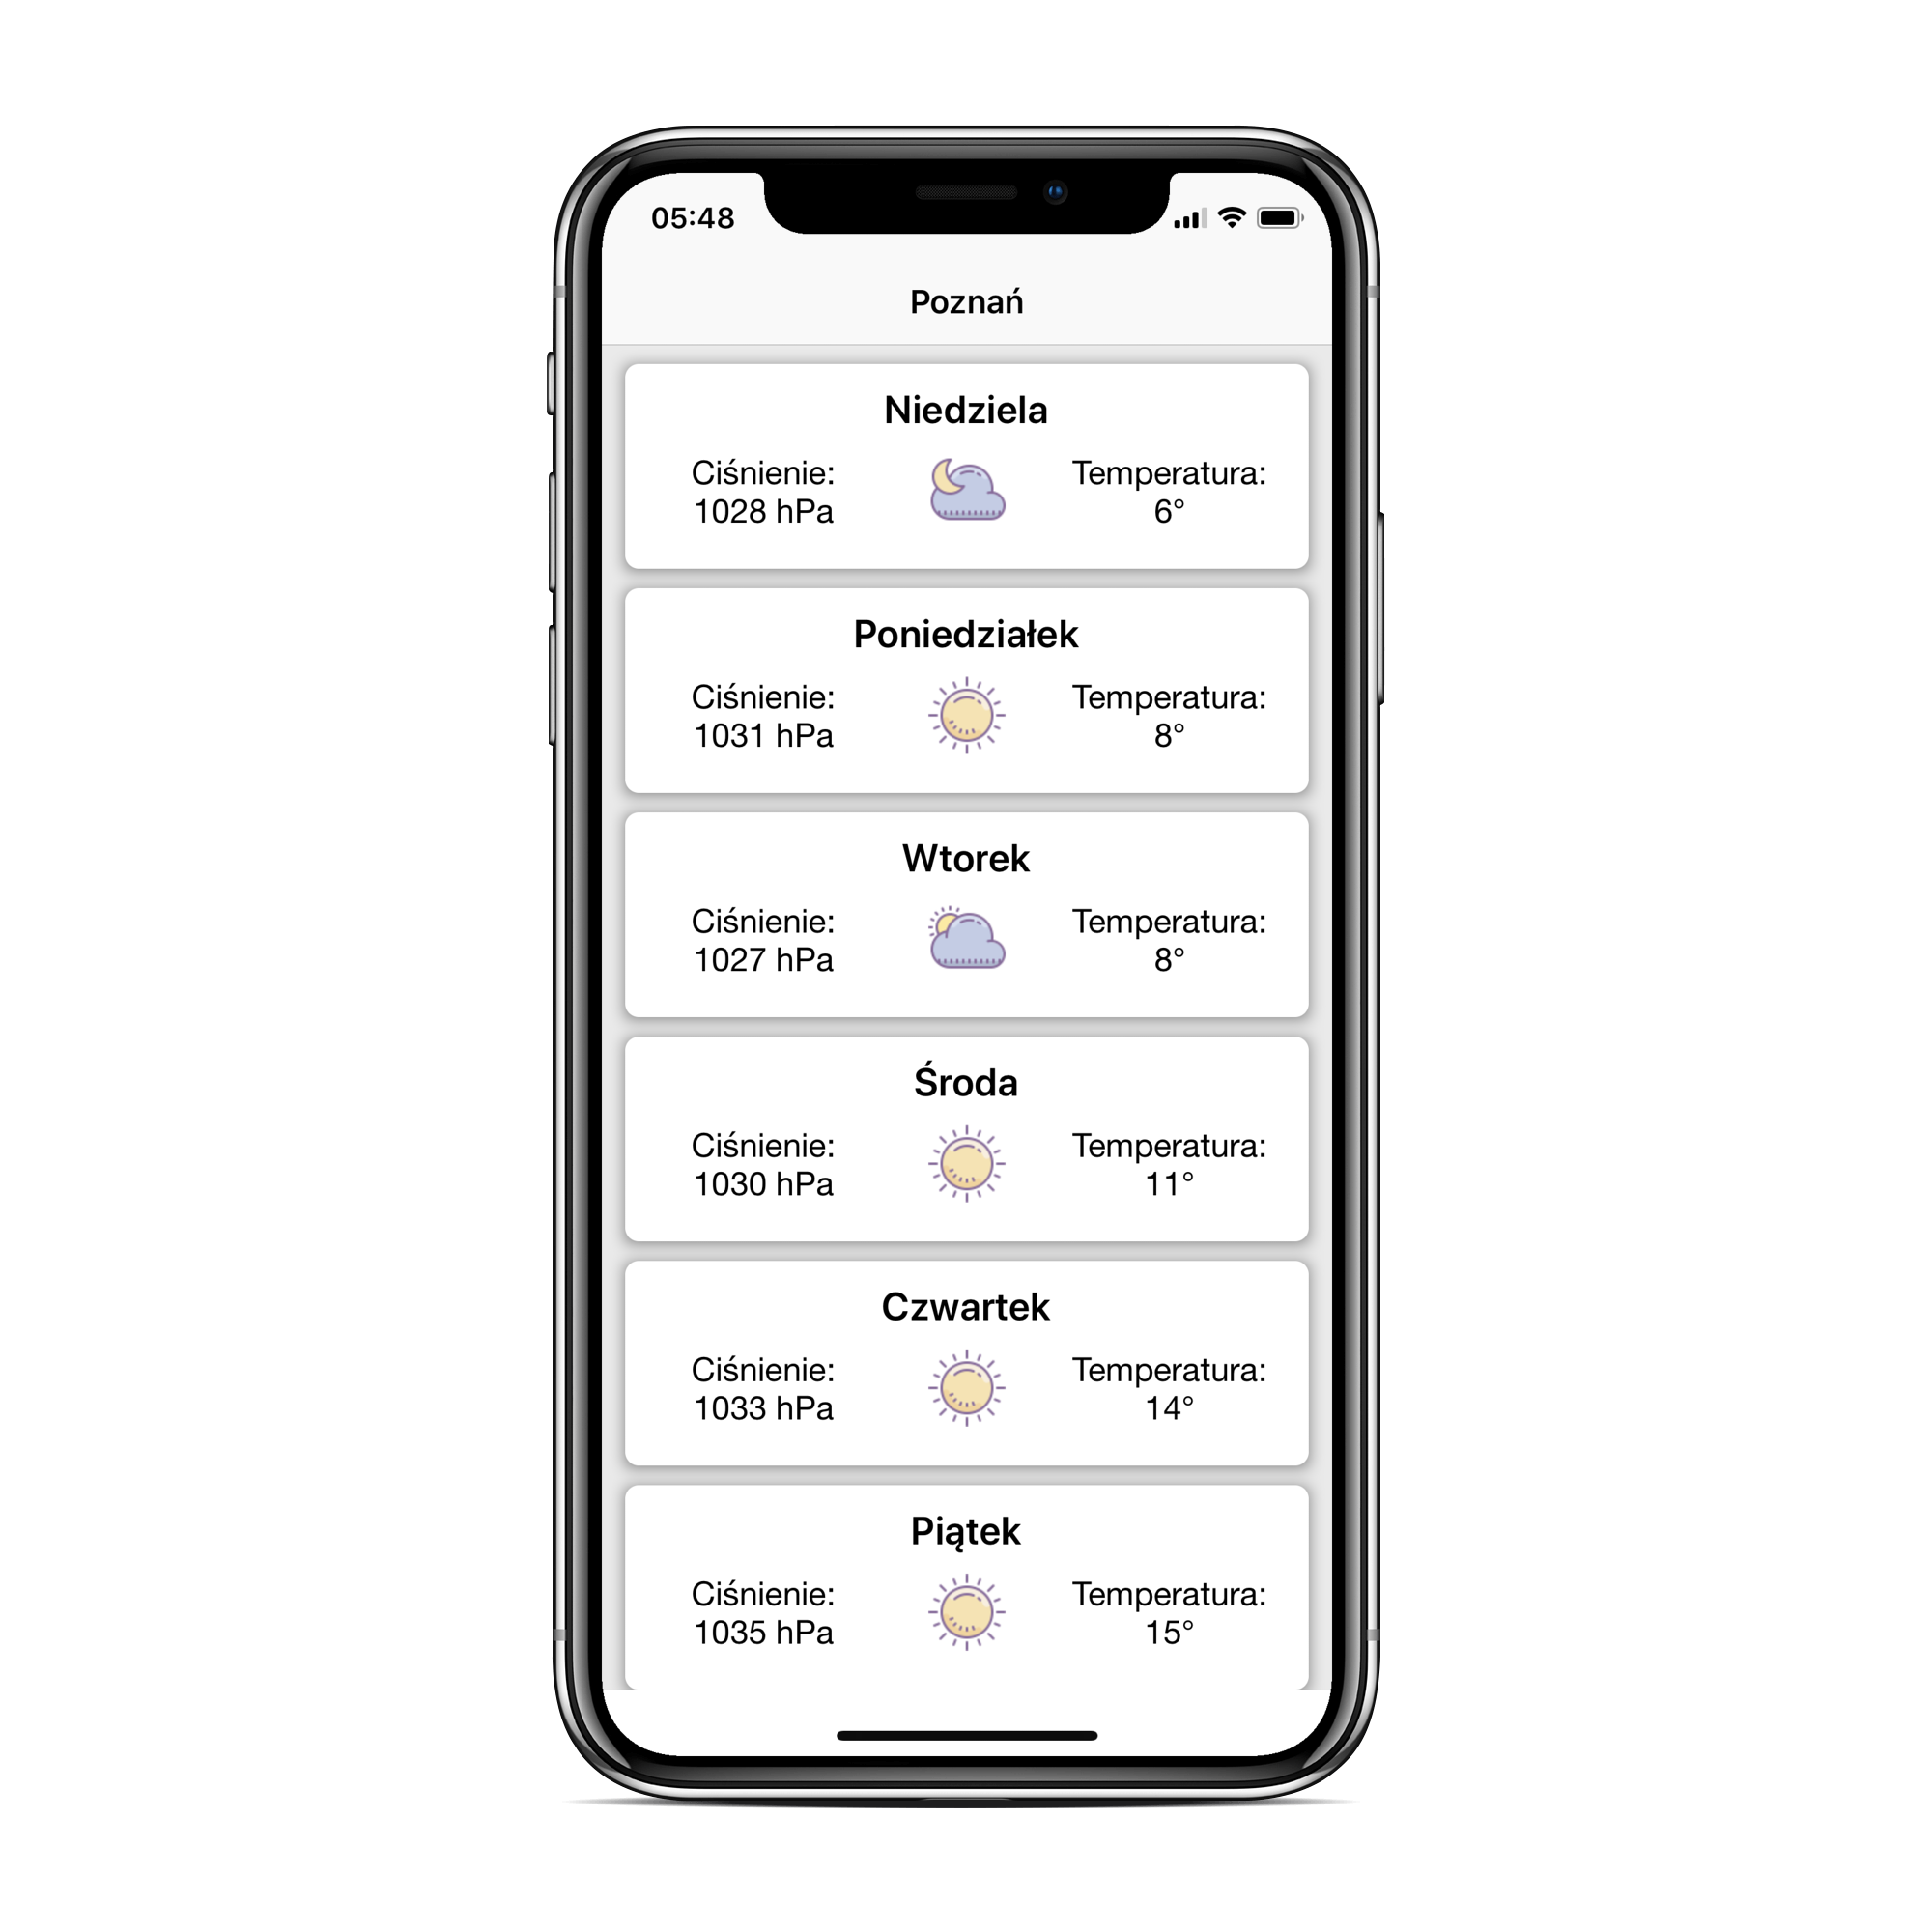 05:48
Poznań
Niedziela
Ciśnienie:
1028 hPa
Temperatura:
6°
Poniedziałek
Ciśnienie:
1031 hPa
Temperatura:
8°
Wtorek
Ciśnienie:
1027 hPa
Temperatura:
8°
Środa
Ciśnienie:
1030 hPa
Temperatura:
11°
Czwartek
Ciśnienie:
1033 hPa
Temperatura:
14°
Piątek
Ciśnienie:
1035 hPa
Temperatura:
15°